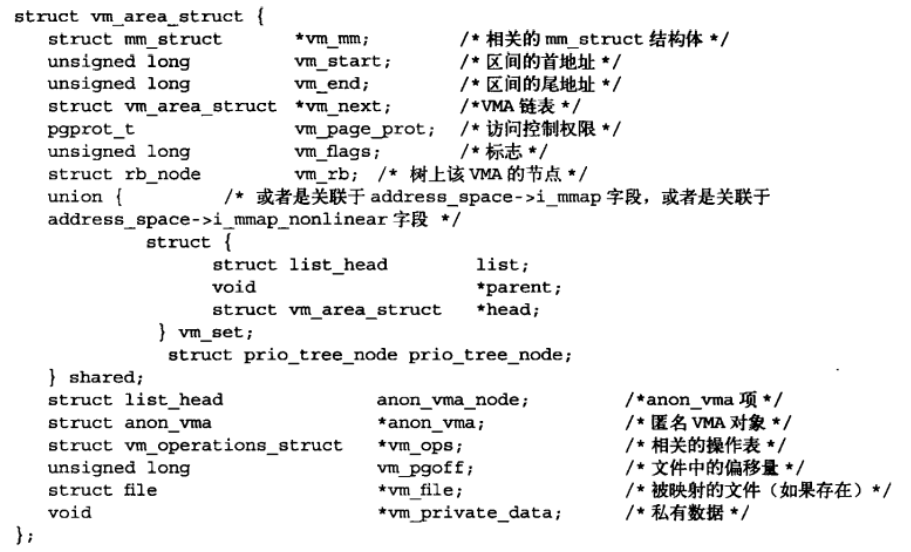 struct vm_area_struct {
struct mm_struct *vm_mm; /* 相关的 mm_struct 结构体 */
unsigned long vm_start; /* 区间的首地址 */
unsigned long vm_end; /* 区间的尾地址 */
struct vm_area_struct *vm_next; /*VMA 链表 */
pgprot_t vm_page_prot; /* 访问控制权限 */
unsigned long vm_flags; /* 标志 */
struct rb_node vm_rb; /* 树上该 VMA 的节点 */
union { /* 或者是关联于 address_space->i_mmap 字段，或者是关联于
address_space->i_mmap_nonlinear 字段 */
struct {
struct list_head list;
void *parent;
struct vm_area_struct *head;
} vm_set;
struct prio_tree_node prio_tree_node;
} shared;
struct list_head anon_vma_node; /*anon_vma 项 */
struct anon_vma *anon_vma; /* 匿名 VMA 对象 */
struct vm_operations_struct *vm_ops; /* 相关的操作表 */
unsigned long vm_pgoff; /* 文件中的偏移量 */
struct file *vm_file; /* 被映射的文件（如果存在）*/
void *vm_private_data; /* 私有数据 */
};